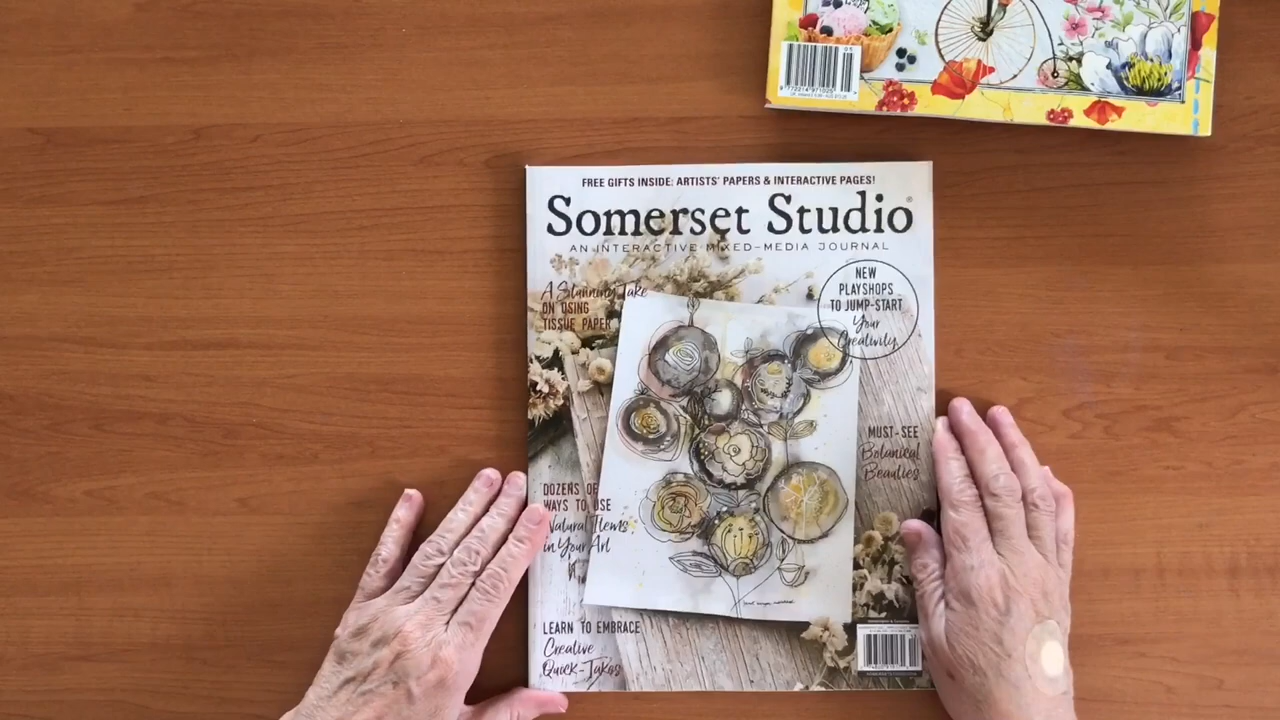 05
9772214971025
FREE GIFTS INSIDE: ARTISTS' PAPERS & INTERACTIVE PAGES!
Somerset Studio®
AN INTERACTIVE MIXED-MEDIA JOURNAL
NEW
PLAYSHOPS
TO JUMP-START
Your
Creativity
A Stunning Take
ON USING
TISSUE PAPER
MUST-SEE
Botanical
Beauties
DOZENS OF
WAYS TO USE
Natural Items
in Your Art
LEARN TO EMBRACE
Creative
Quick-Takes